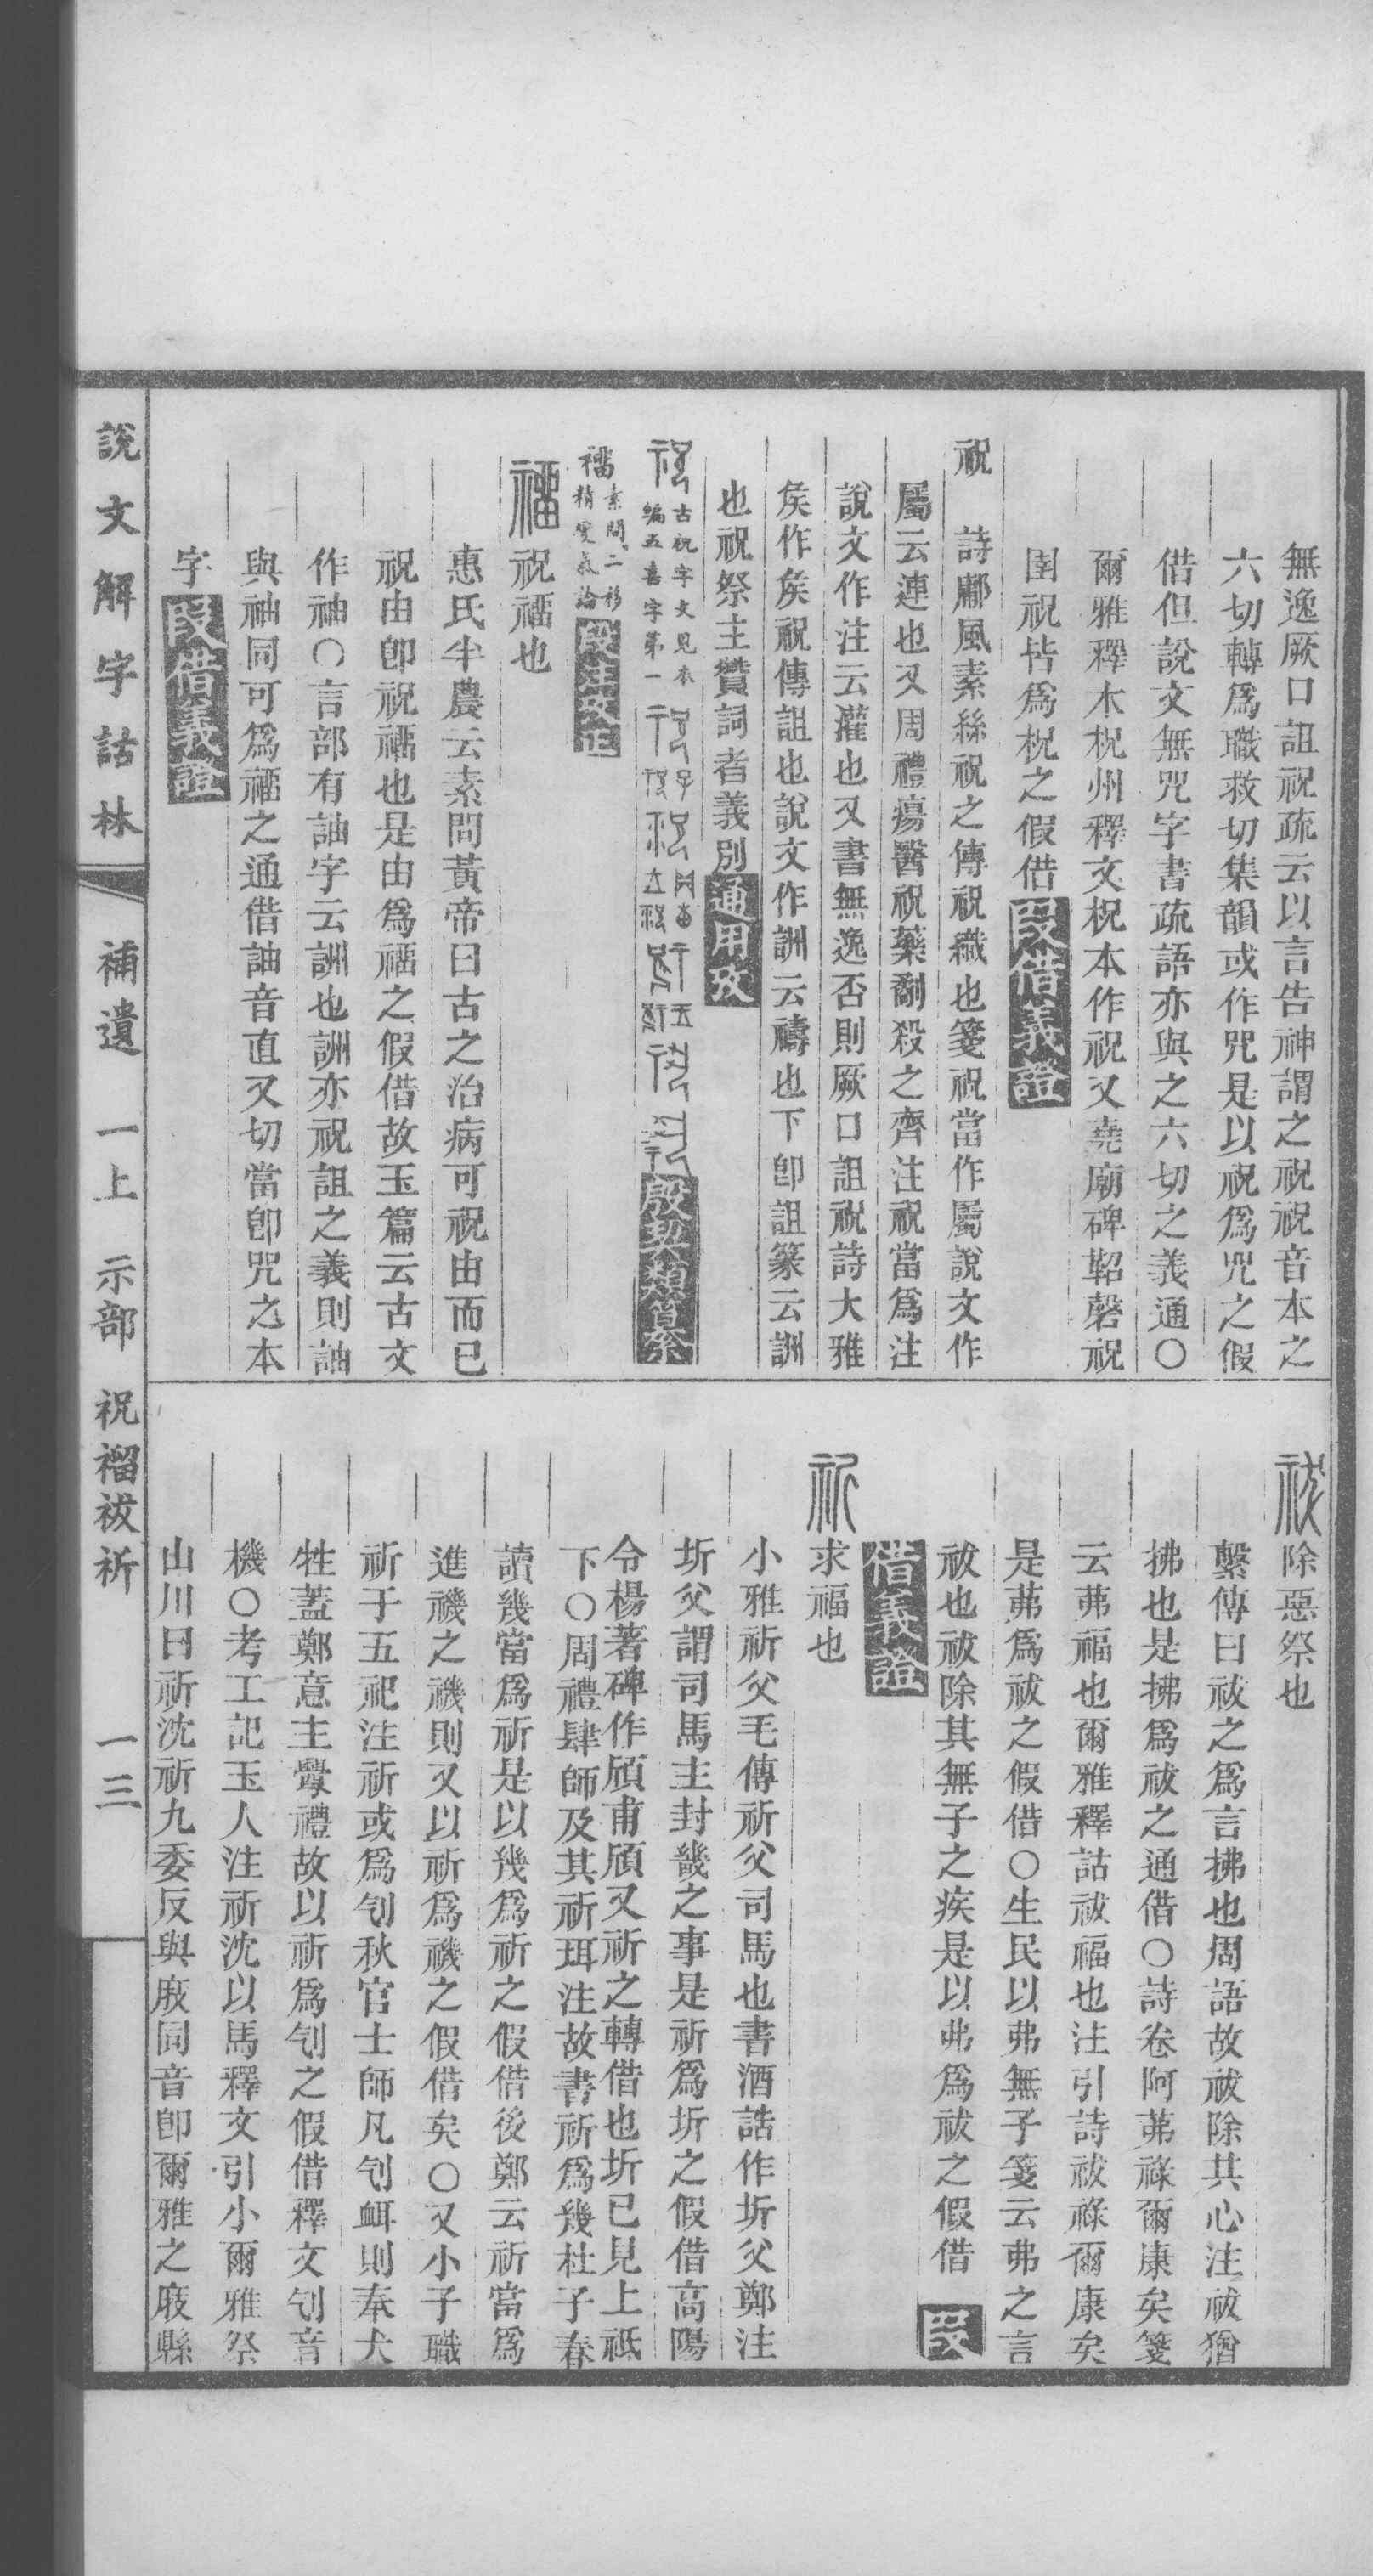 無逸厥口詛祝疏云以言告神謂之祝祝音本之
六切轉爲職救切集韻或作咒是以祝爲咒之假
借但說文無咒字書疏語亦與之六切之義通○
爾雅釋木柷州釋文柷本作祝又堯廟碑鞀磬祝
圉祝皆爲柷之假借 叚借義證
祝 詩鄘風素絲祝之傳祝織也箋祝當作屬說文作
屬云連也又周禮瘍醫祝藥劀殺之齊注祝當爲注
說文作注云灌也又書無逸否則厥口詛祝詩大雅
矦作矦祝傳詛也說文作詶云禱也下卽詛篆云詶
也祝祭主贊詞者義別 通用攷
古祝字文見本
編五喜字第一
殷契類纂
䄡 素問二移
精變氣論 段注攷正
祝䄡也
惠氏半農云素問黃帝曰古之治病可祝由而已
祝由卽祝䄡也是由爲䄡之假借故玉篇云古文
作䄂○言部有詶字云詶也詶亦祝詛之義則䛆
與䄂同可爲䄡之通借䛆音直又切當卽咒之本
字 叚借義證
祓 除惡祭也
繫傳曰祓之爲言拂也周語故祓除其心注祓猶
拂也是拂爲祓之通借○詩卷阿茀祿爾康矣箋
云茀福也爾雅釋詁祓福也注引詩祓祿爾康矣
是茀爲祓之假借○生民以弗無子箋云弗之言
祓也祓除其無子之疾是以弗爲祓之假借 叚
借義證
祈 求福也
小雅祈父毛傳祈父司馬也書酒誥作圻父鄭注
圻父謂司馬主封畿之事是祈爲圻之假借高陽
令楊著碑作頎甫頎又祈之轉借也圻已見上祗
下○周禮肆師及其祈珥注故書祈爲幾杜子春
讀幾當爲祈是以幾爲祈之假借後鄭云祈當爲
進禨之禨則又以祈爲禨之假借矣○又小子職
祈于五祀注祈或爲刉秋官士師凡刉衈則奉犬
牲蓋鄭意主釁禮故以祈爲刉之假借釋文刉音
機○考工記玉人注祈沈以馬釋文引小爾雅祭
山川曰祈沈祈九委反與庪同音卽爾雅之庪縣
說文解字詁林 補遺 一上 示部 祝䄡祓祈 一三